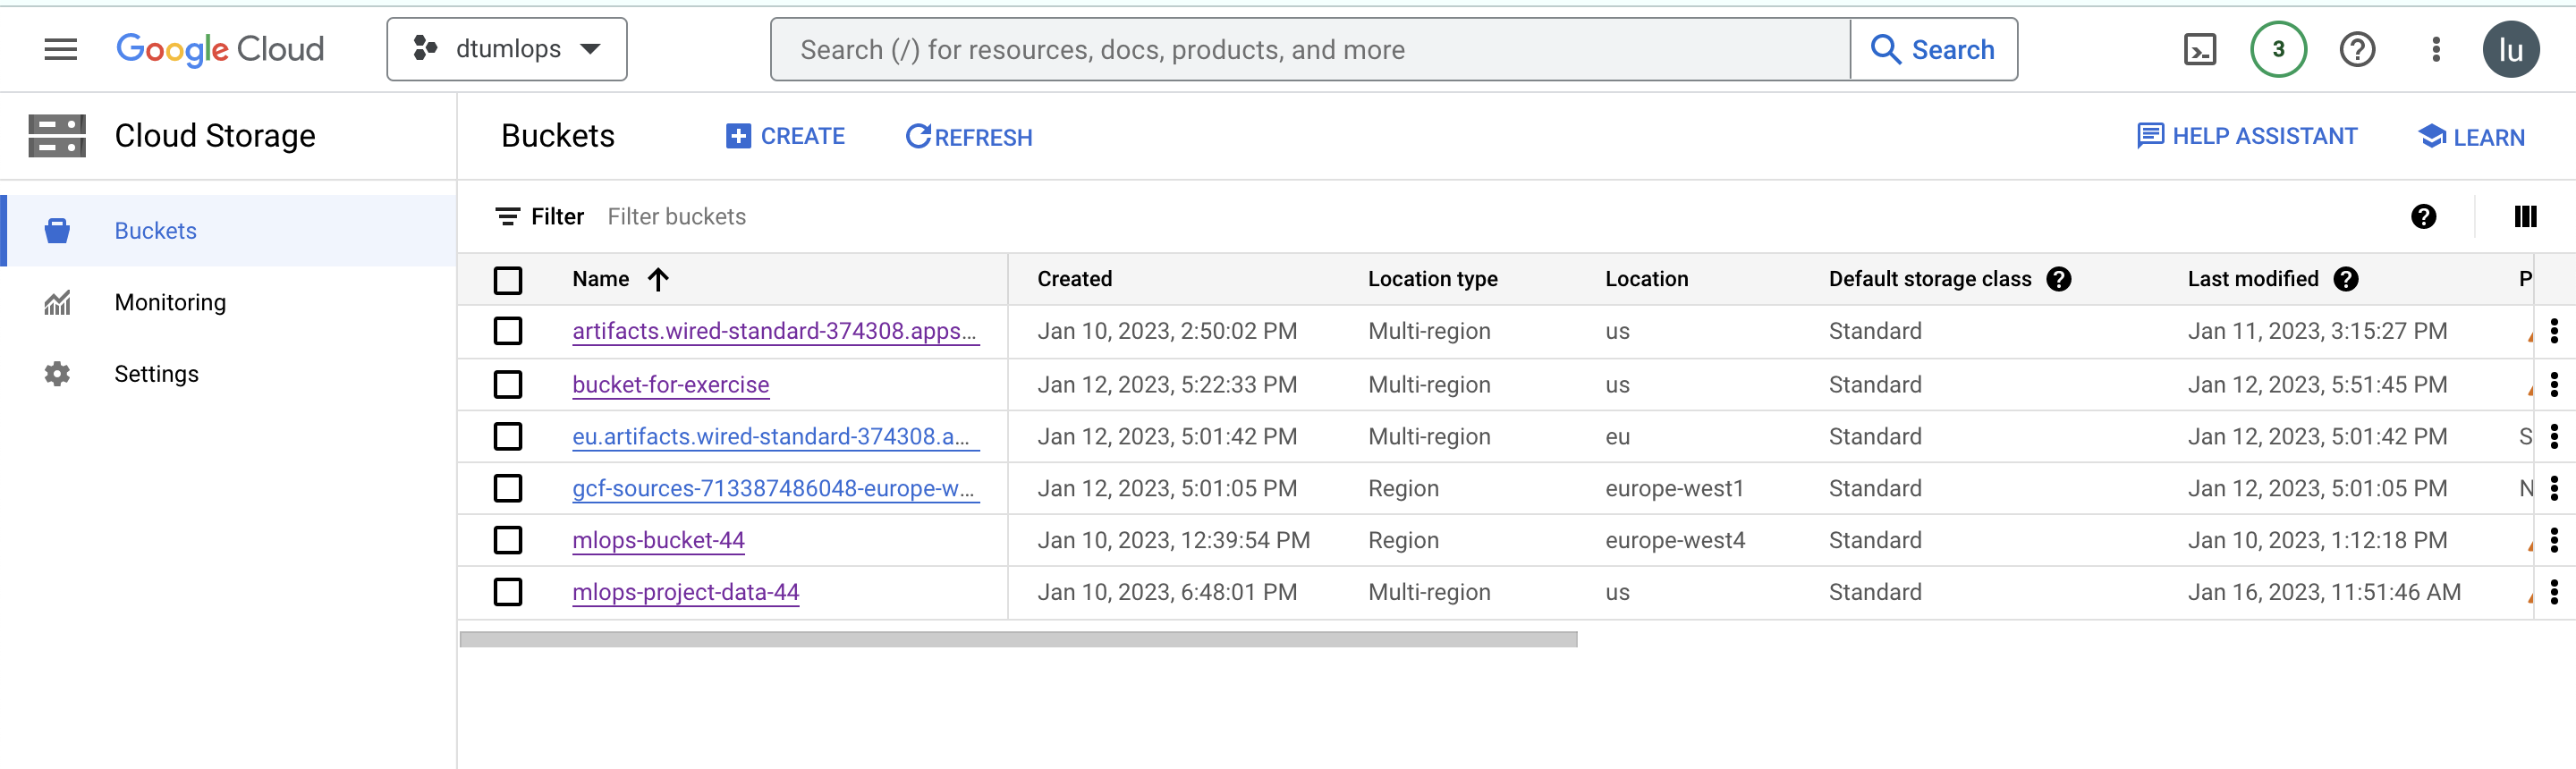 Google Cloud dtumlops Search (/) for resources, docs, products, and more Search 3 lu
Cloud Storage Buckets CREATE REFRESH HELP ASSISTANT LEARN
Buckets
Monitoring
Settings
Filter Filter buckets
Name Created Location type Location Default storage class Last modified P
artifacts.wired-standard-374308.apps... Jan 10, 2023, 2:50:02 PM Multi-region us Standard Jan 11, 2023, 3:15:27 PM
bucket-for-exercise Jan 12, 2023, 5:22:33 PM Multi-region us Standard Jan 12, 2023, 5:51:45 PM
eu.artifacts.wired-standard-374308.a... Jan 12, 2023, 5:01:42 PM Multi-region eu Standard Jan 12, 2023, 5:01:42 PM S
gcf-sources-713387486048-europe-w... Jan 12, 2023, 5:01:05 PM Region europe-west1 Standard Jan 12, 2023, 5:01:05 PM N
mlops-bucket-44 Jan 10, 2023, 12:39:54 PM Region europe-west4 Standard Jan 10, 2023, 1:12:18 PM
mlops-project-data-44 Jan 10, 2023, 6:48:01 PM Multi-region us Standard Jan 16, 2023, 11:51:46 AM